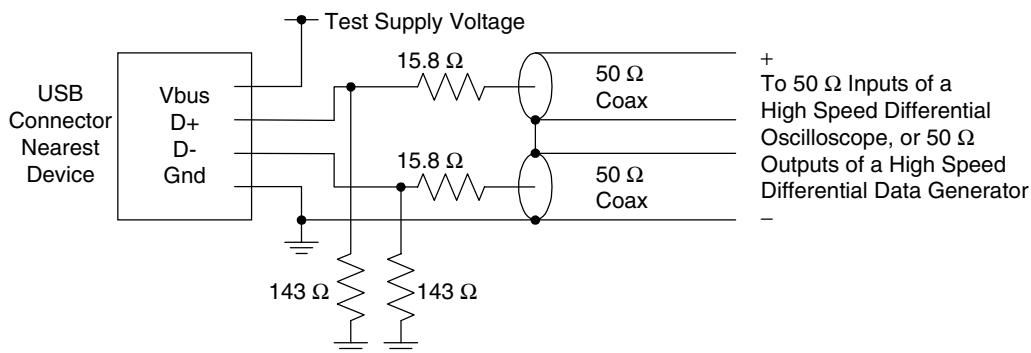 Test Supply Voltage
USB
Connector
Nearest
Device
Vbus
D+
D-
Gnd
15.8 Ω
50 Ω
Coax
15.8 Ω
50 Ω
Coax
+
To 50 Ω Inputs of a
High Speed Differential
Oscilloscope, or 50 Ω
Outputs of a High Speed
Differential Data Generator
−
143 Ω
143 Ω